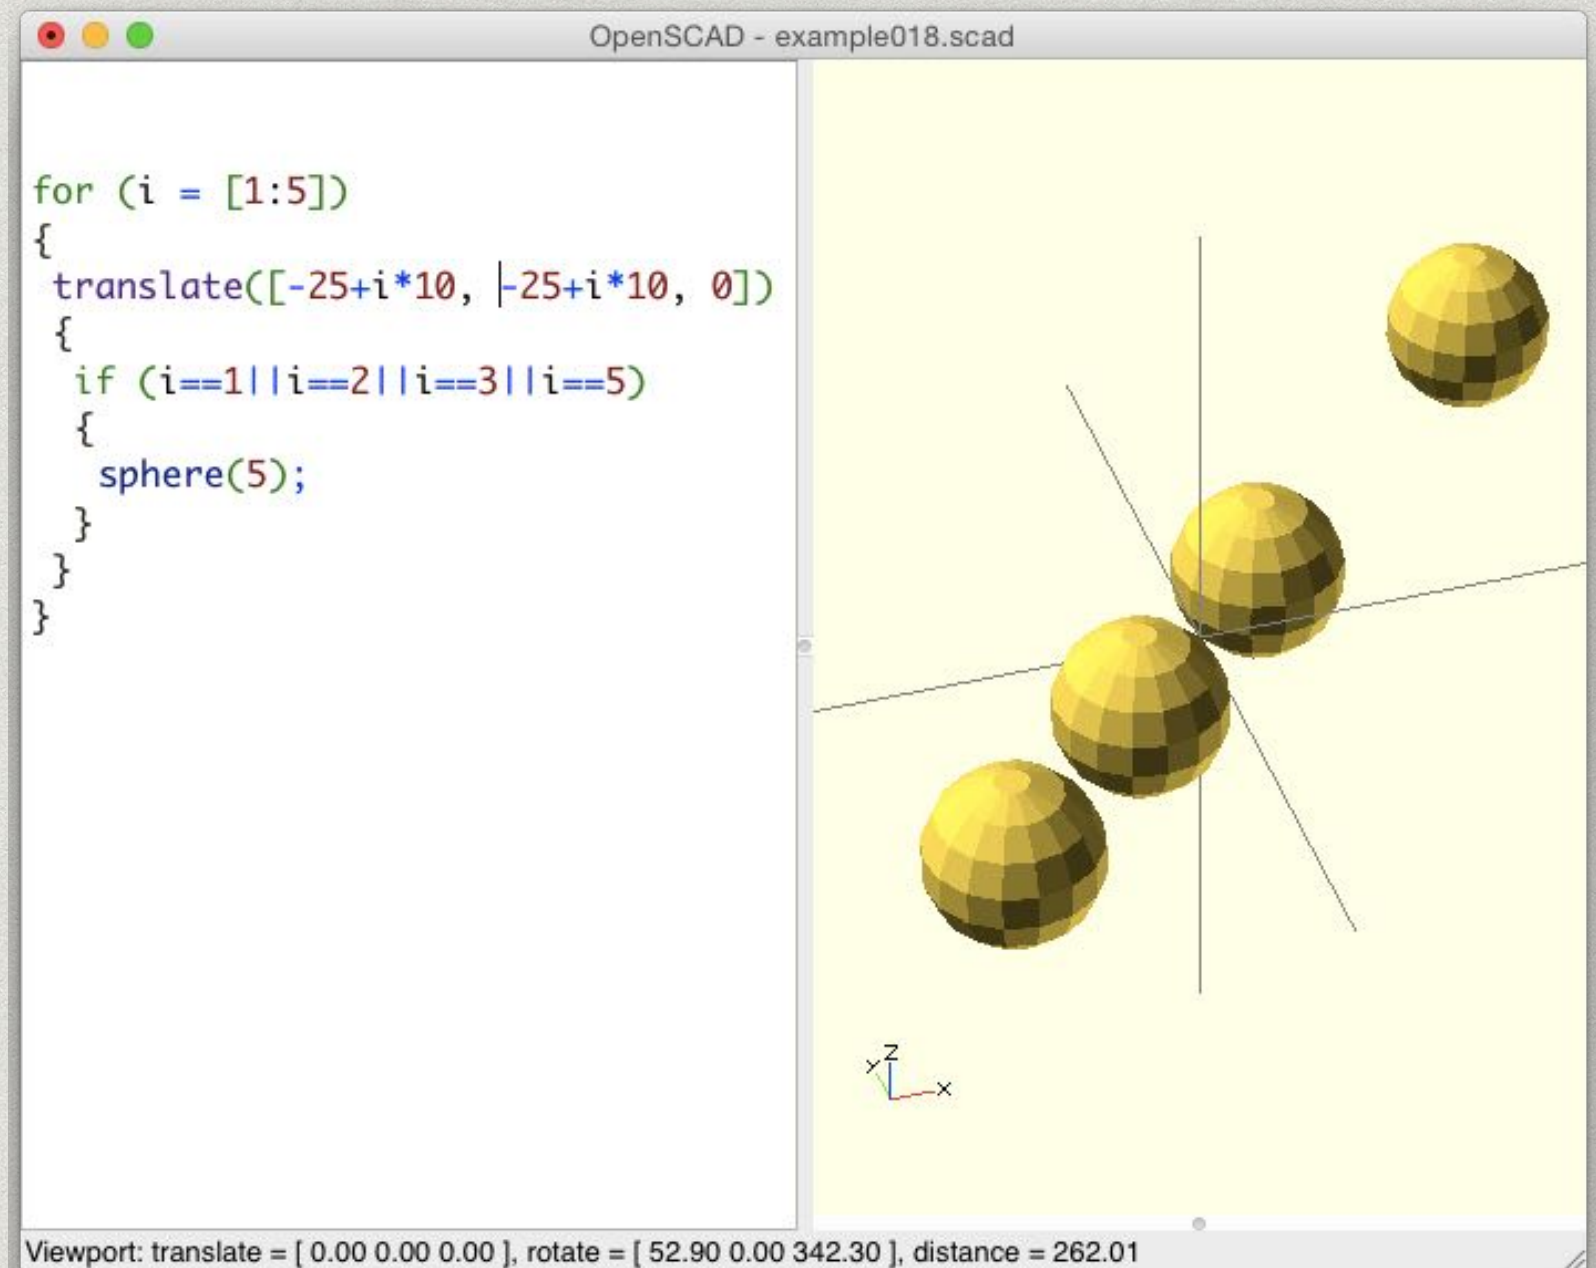 OpenSCAD - example018.scad
for (i = [1:5])
{
translate([-25+i*10, -25+i*10, 0])
{
if (i==1||i==2||i==3||i==5)
{
sphere(5);
}
}
}
Z
Y
X
Viewport: translate = [ 0.00 0.00 0.00 ], rotate = [ 52.90 0.00 342.30 ], distance = 262.01